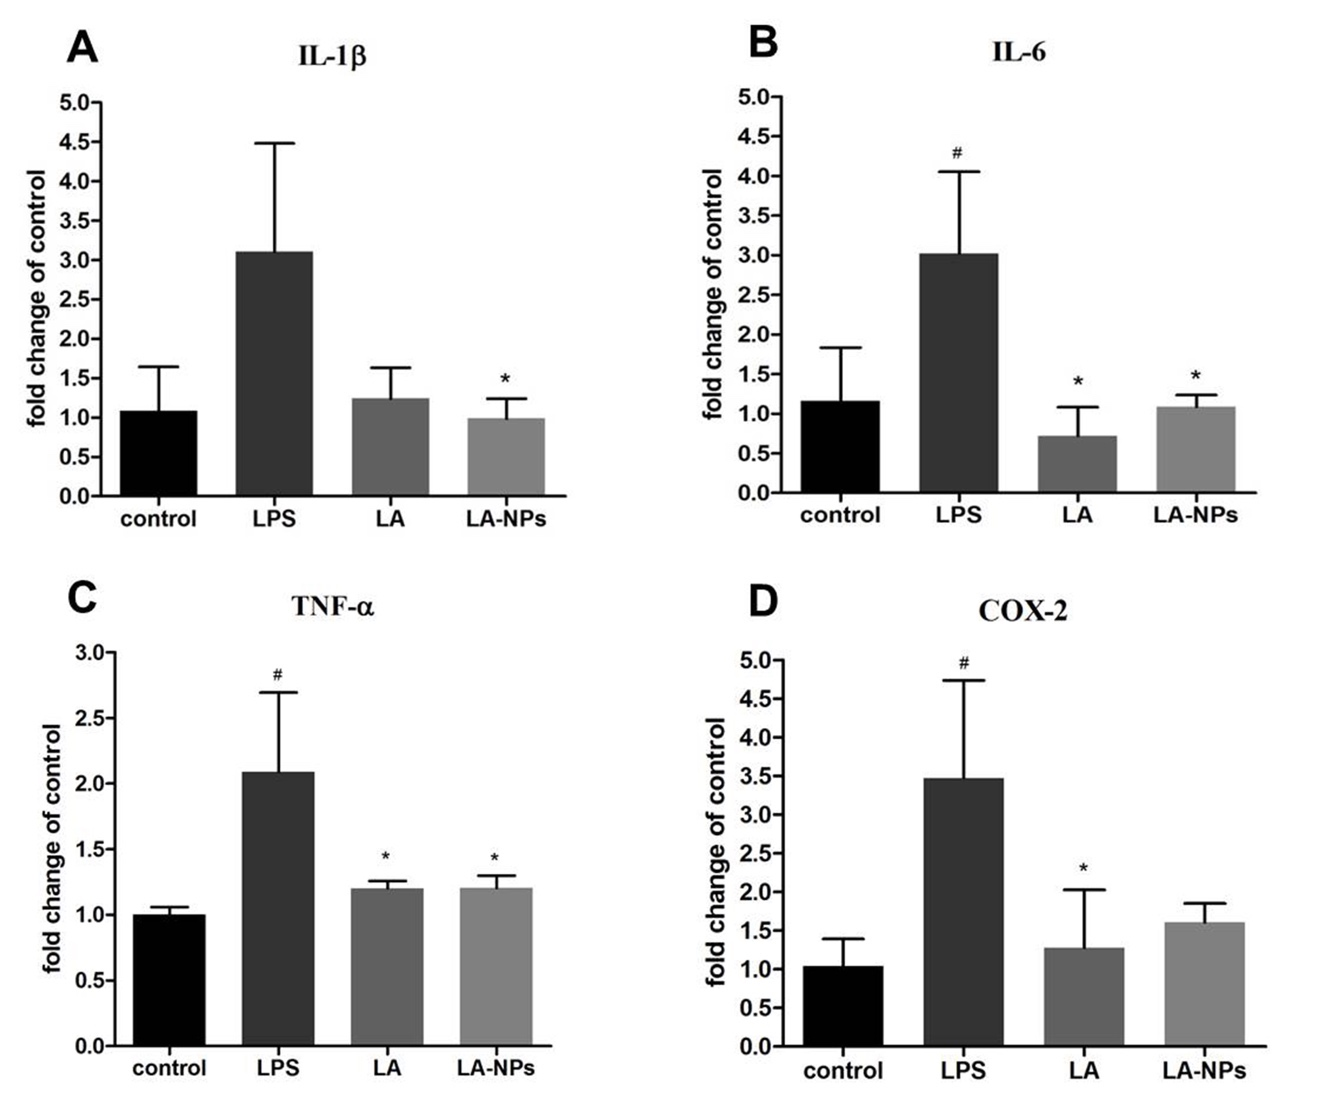 A
IL-1β
fold change of control
5.0
4.5
4.0
3.5
3.0
2.5
2.0
1.5
1.0
0.5
0.0
*
control LPS LA LA-NPs
B
IL-6
fold change of control
5.0
4.5
4.0
3.5
3.0
2.5
2.0
1.5
1.0
0.5
0.0
#
* *
control LPS LA LA-NPs
C
TNF-α
fold change of control
3.0
2.5
2.0
1.5
1.0
0.5
0.0
#
* *
control LPS LA LA-NPs
D
COX-2
fold change of control
5.0
4.5
4.0
3.5
3.0
2.5
2.0
1.5
1.0
0.5
0.0
#
*
control LPS LA LA-NPs